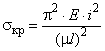 σкр = π² · E · i² / (μl)²